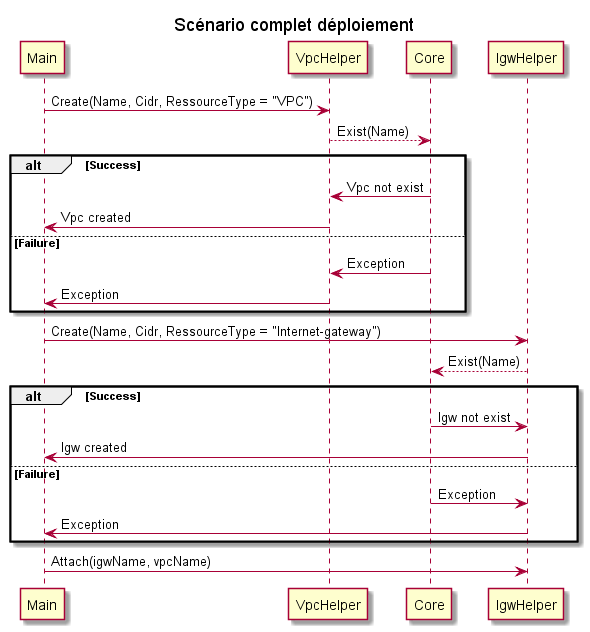 Scénario complet déploiement
Main VpcHelper Core IgwHelper
Create(Name, Cidr, RessourceType = "VPC")
Exist(Name)
alt [Success]
Vpc not exist
Vpc created
[Failure]
Exception
Exception
Create(Name, Cidr, RessourceType = "Internet-gateway")
Exist(Name)
alt [Success]
Igw not exist
Igw created
[Failure]
Exception
Exception
Attach(igwName, vpcName)
Main VpcHelper Core IgwHelper